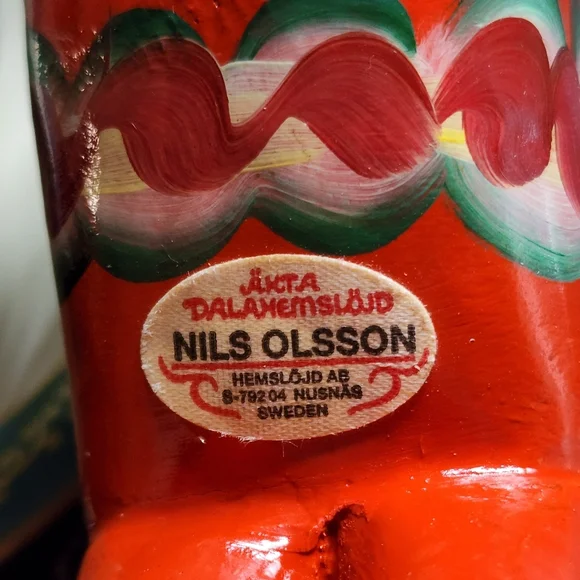 ÄKTA
DALAHEMSLÖJD
NILS OLSSON
HEMSLÖJD AB
S-792 04 NUSNÄS
SWEDEN